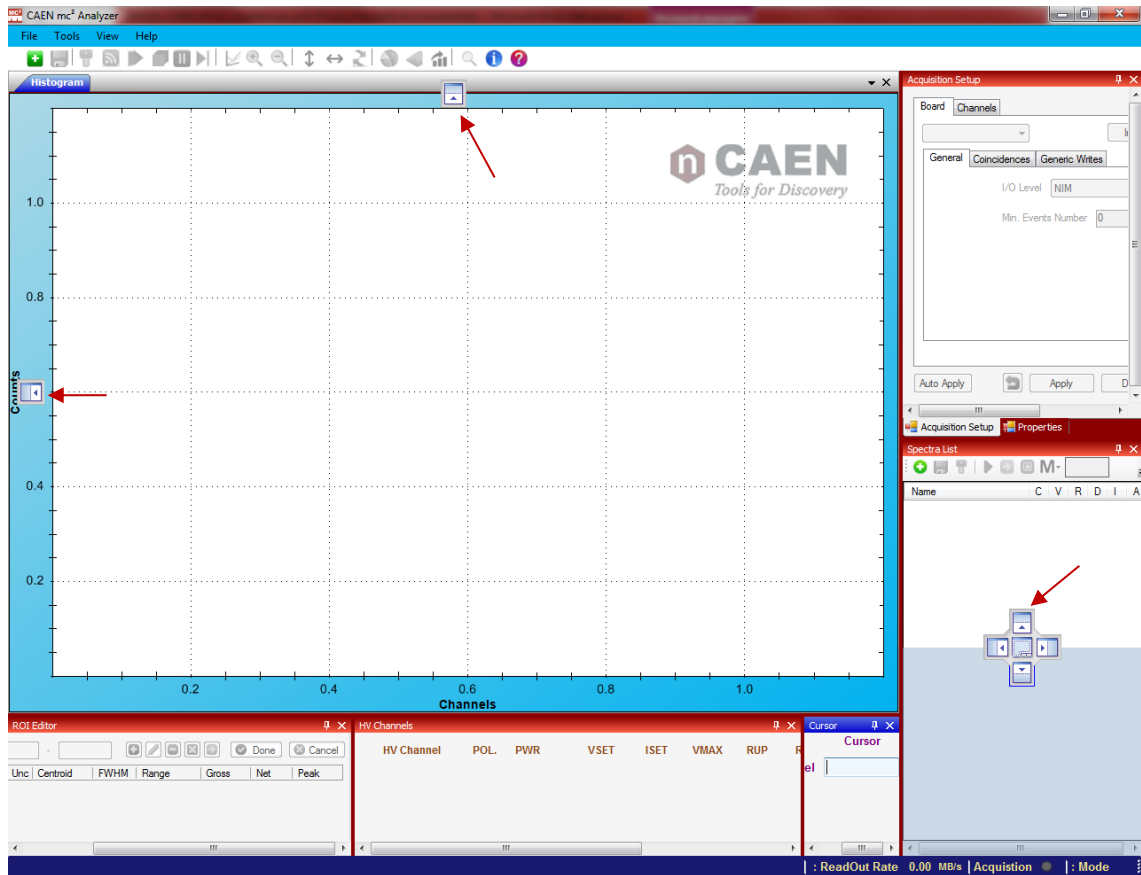 CAEN mc² Analyzer
File Tools View Help
Histogram
CAEN
Tools for Discovery
1.0
0.8
Counts
0.4
0.2
0.2 0.4 0.6 0.8 1.0
Channels
Acquisition Setup
Board Channels
General Coincidences Generic Writes
I/O Level NIM
Min. Events Number 0
Auto Apply Apply D
Acquisition Setup Properties
Spectra List
M
Name C V R D I A
ROI Editor
- Done Cancel
Unc Centroid FWHM Range Gross Net Peak
HV Channels
HV Channel POL. PWR VSET ISET VMAX RUP R
Cursor
Cursor
el
: ReadOut Rate 0.00 MB/s Acquistion : Mode